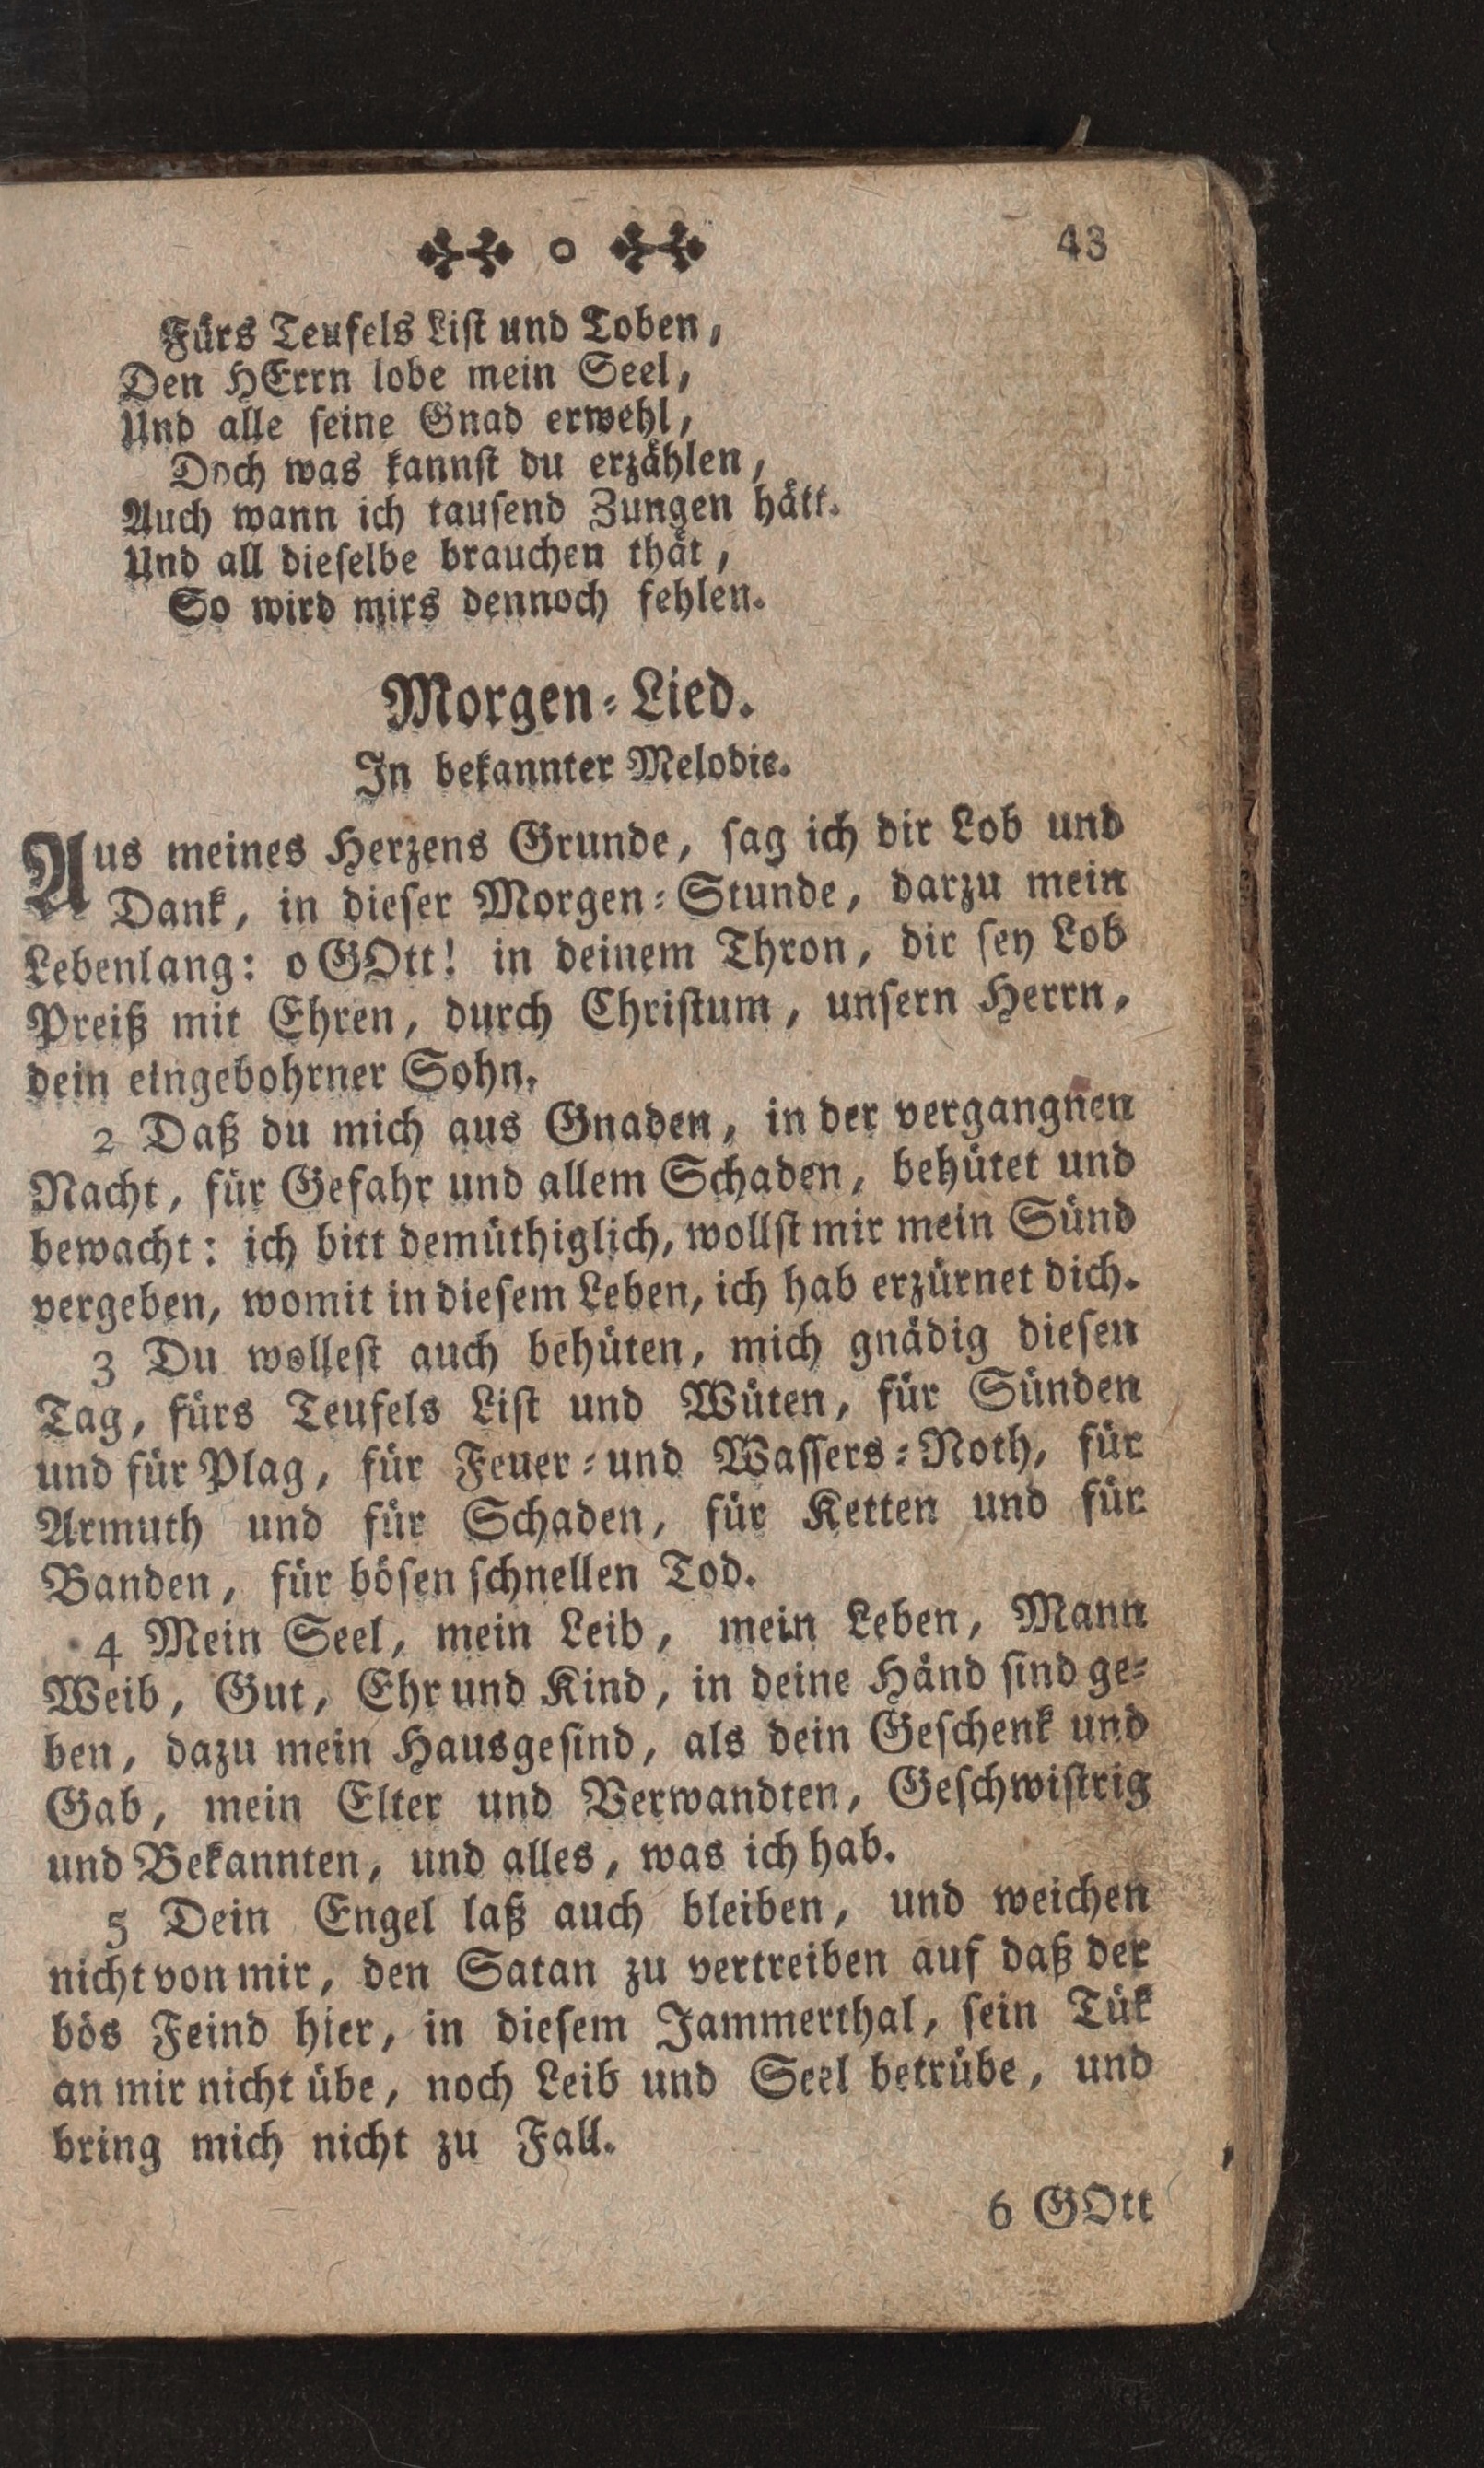 43
Fürs Teufels List und Toben,
Den HErrn lobe mein Seel,
Und alle seine Gnad erwehl,
Doch was kannst du erzählen,
Auch wann ich tausend Zungen hätt.
Und all dieselbe brauchen thät,
So wird mirs dennoch fehlen.
Morgen-Lied.
In bekannter Melodie.
Aus meines Herzens Grunde, sag ich dir Lob und
Dank, in dieser Morgen-Stunde, darzu mein
Lebenlang: o GOtt! in deinem Thron, dir sey Lob
Preiß mit Ehren, durch Christum, unsern Herrn,
dein eingebohrner Sohn.
2 Daß du mich aus Gnaden, in der vergangnen
Nacht, für Gefahr und allem Schaden, behütet und
bewacht: ich bitt demüthiglich, wollst mir mein Sünd
vergeben, womit in diesem Leben, ich hab erzürnet dich.
3 Du wollest auch behüten, mich gnädig diesen
Tag, fürs Teufels List und Wüten, für Sünden
und für Plag, für Feuer- und Wassers-Noth, für
Armuth und für Schaden, für Ketten und für
Banden, für bösen schnellen Tod.
4 Mein Seel, mein Leib, mein Leben, Mann
Weib, Gut, Ehr und Kind, in deine Händ sind ge-
ben, dazu mein Hausgesind, als dein Geschenk und
Gab, mein Elter und Verwandten, Geschwistrig
und Bekannten, und alles, was ich hab.
5 Dein Engel laß auch bleiben, und weichen
nicht von mir, den Satan zu vertreiben auf daß der
bös Feind hier, in diesem Jammerthal, sein Tük
an mir nicht übe, noch Leib und Seel betrübe, und
bring mich nicht zu Fall.
6 GOtt